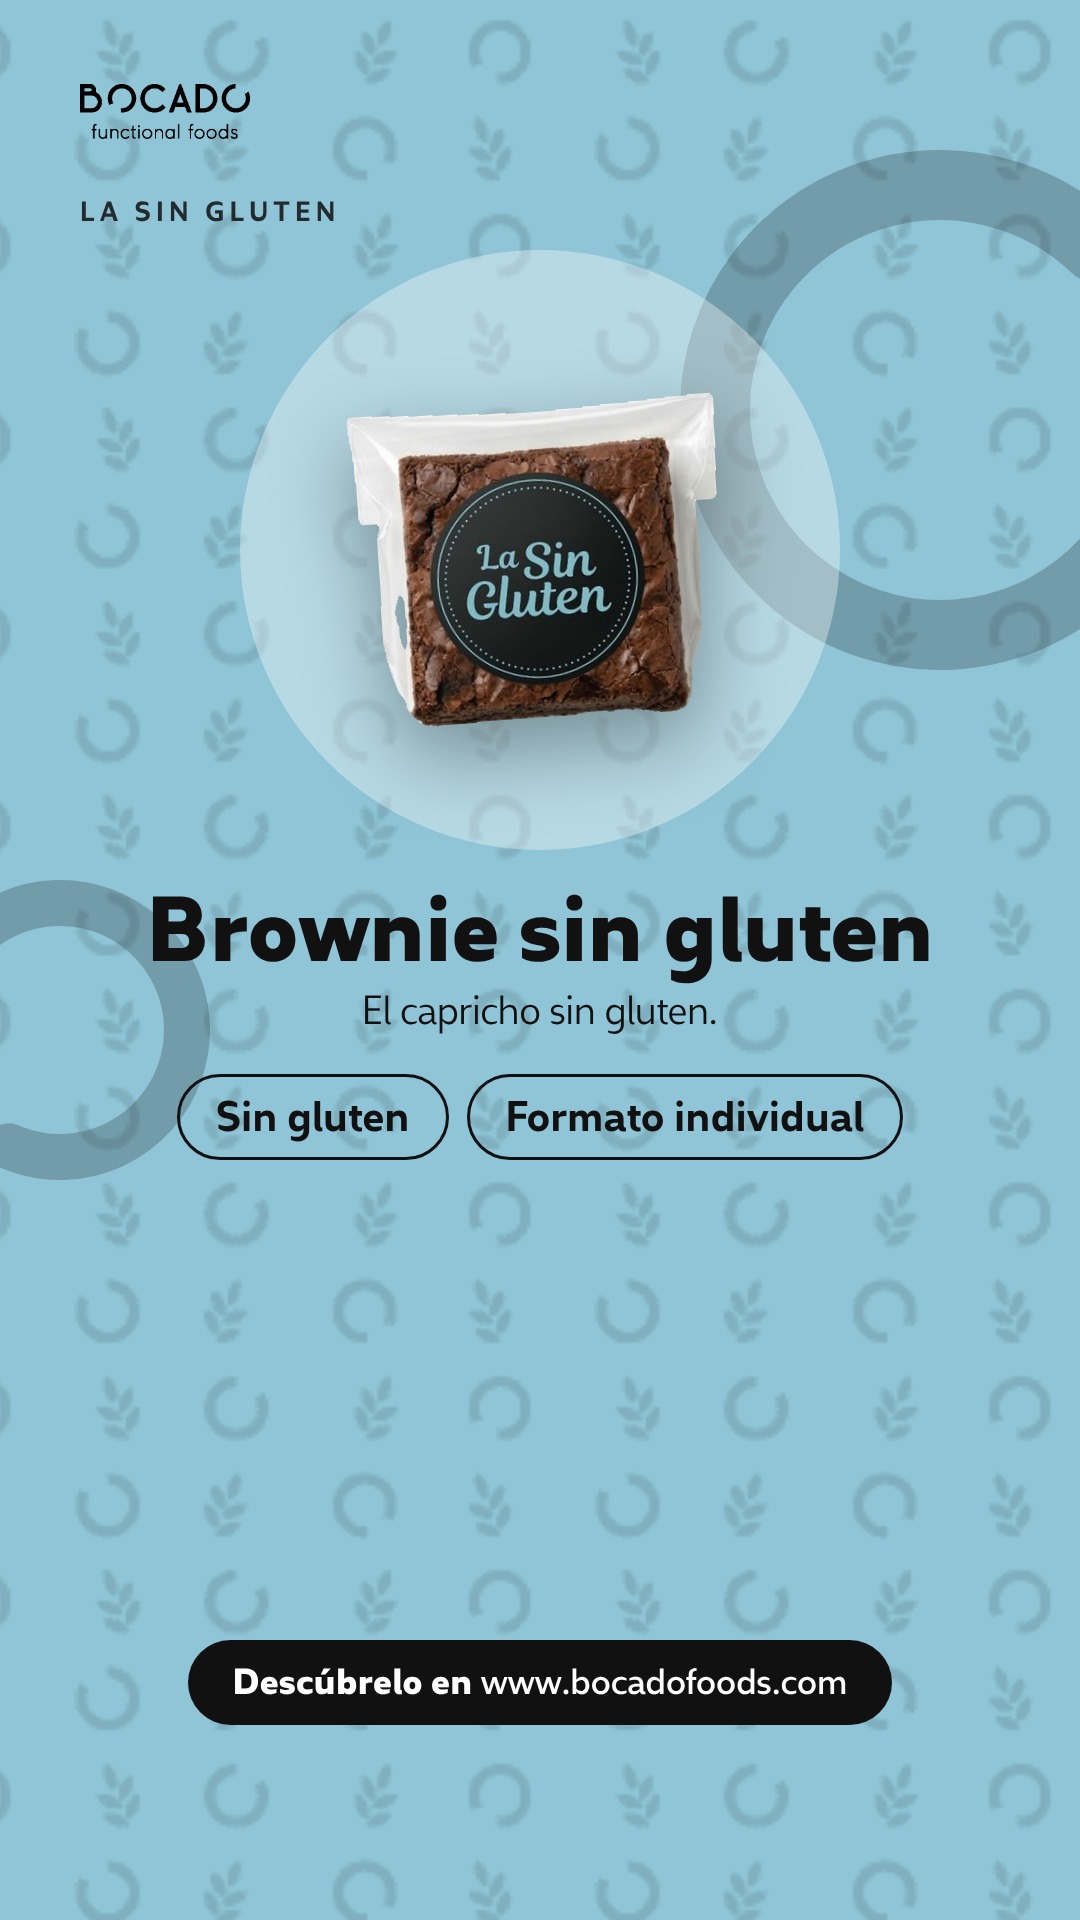 BOCADO
functional foods
LA SIN GLUTEN
La Sin
Gluten
Brownie sin gluten
El capricho sin gluten.
Sin gluten
Formato individual
Descúbrelo en www.bocadofoods.com